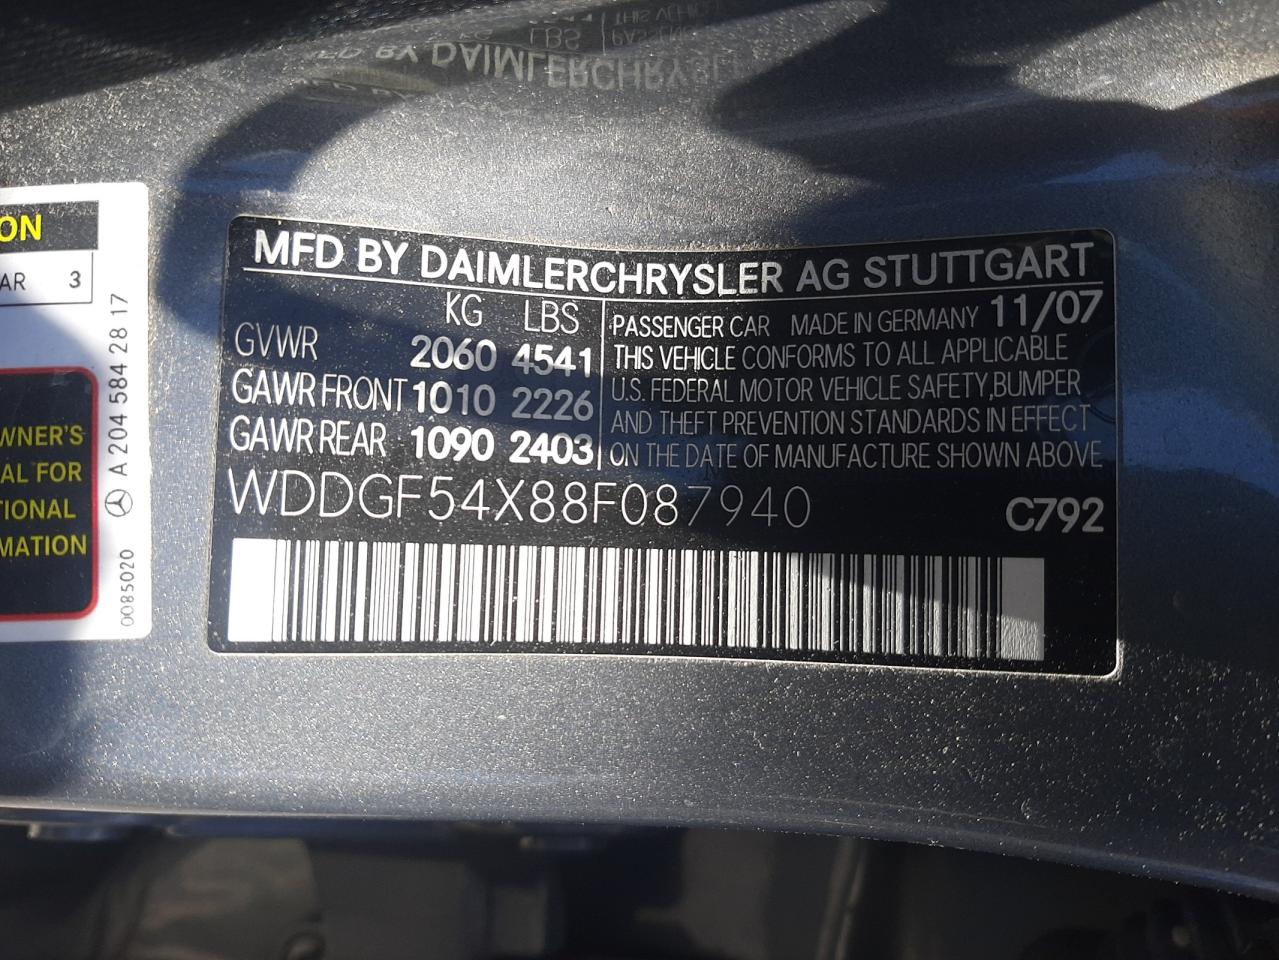 ON
AR 3
WNER'S
AL FOR
TIONAL
MATION
0085020 A 204 584 28 17
MFD BY DAIMLERCHRYSLER AG STUTTGART
KG LBS
GVWR 2060 4541
GAWR FRONT 1010 2226
GAWR REAR 1090 2403
PASSENGER CAR MADE IN GERMANY 11/07
THIS VEHICLE CONFORMS TO ALL APPLICABLE
U.S. FEDERAL MOTOR VEHICLE SAFETY, BUMPER
AND THEFT PREVENTION STANDARDS IN EFFECT
ON THE DATE OF MANUFACTURE SHOWN ABOVE
WDDGF54X88F087940
C792